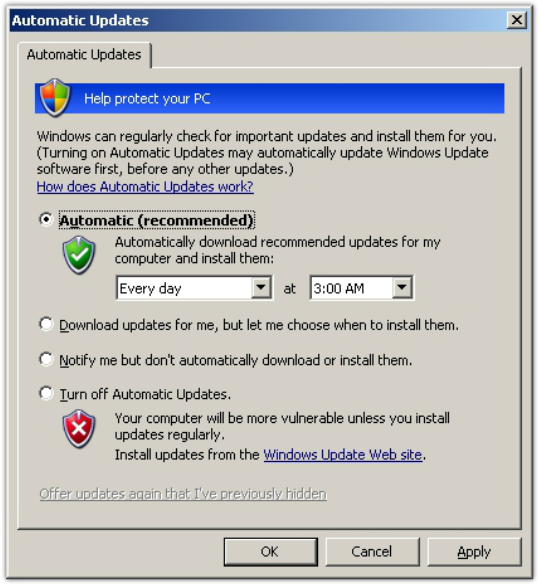 Automatic Updates
Automatic Updates
Help protect your PC
Windows can regularly check for important updates and install them for you.
(Turning on Automatic Updates may automatically update Windows Update
software first, before any other updates.)
How does Automatic Updates work?
Automatic (recommended)
Automatically download recommended updates for my
computer and install them:
Every day at 3:00 AM
Download updates for me, but let me choose when to install them.
Notify me but don't automatically download or install them.
Turn off Automatic Updates.
Your computer will be more vulnerable unless you install
updates regularly.
Install updates from the Windows Update Web site.
Offer updates again that I've previously hidden
OK Cancel Apply